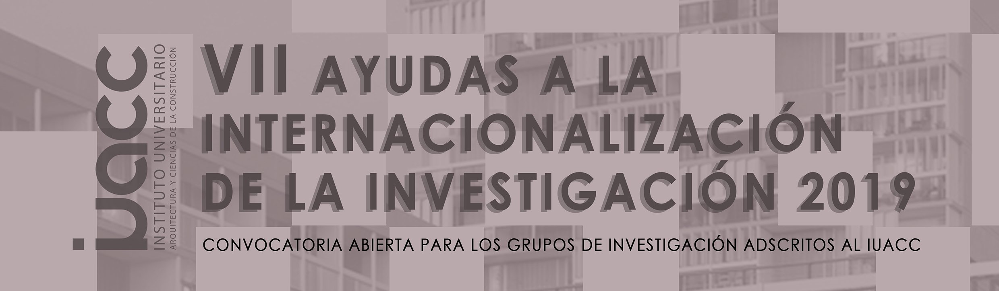 iuacc
INSTITUTO UNIVERSITARIO
ARQUITECTURA Y CIENCIAS DE LA CONSTRUCCIÓN
VII AYUDAS A LA
INTERNACIONALIZACIÓN
DE LA INVESTIGACIÓN 2019
CONVOCATORIA ABIERTA PARA LOS GRUPOS DE INVESTIGACIÓN ADSCRITOS AL IUACC